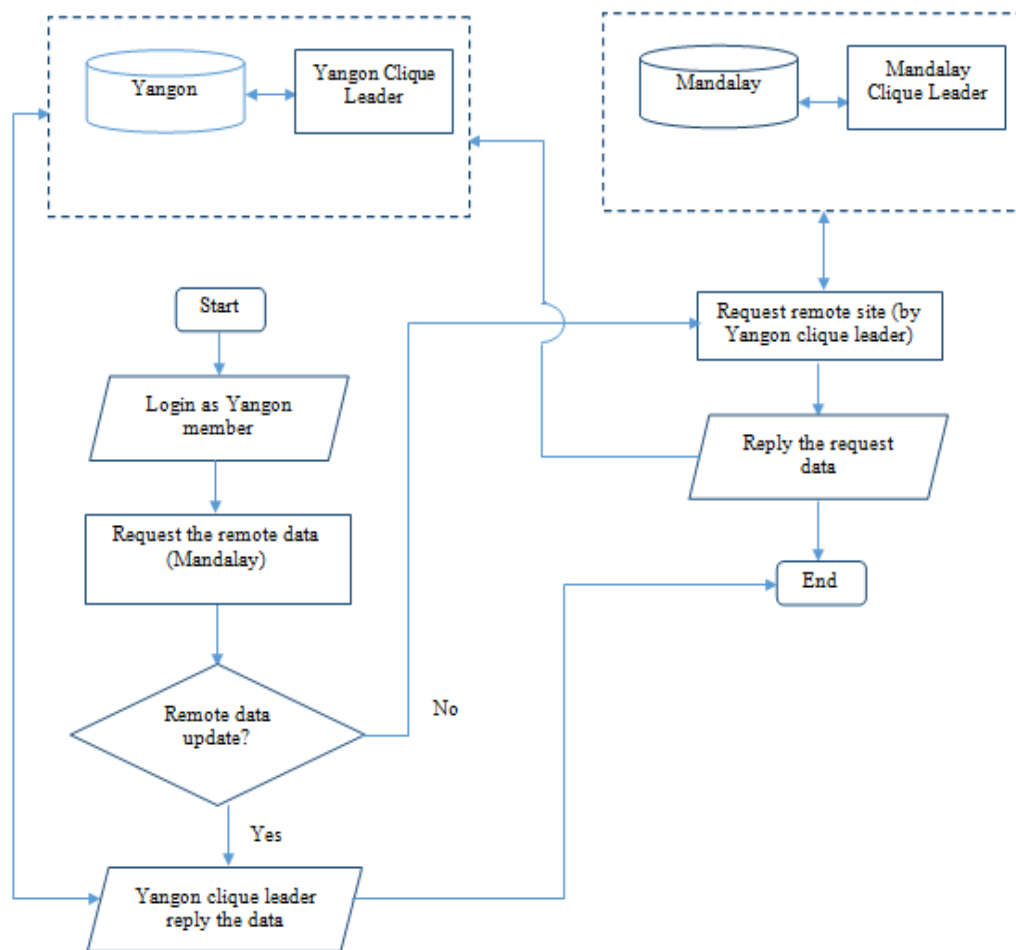 Yangon
Yangon Clique
Leader
Mandalay
Mandalay
Clique Leader
Start
Request remote site (by
Yangon clique leader)
Login as Yangon
member
Reply the request
data
Request the remote data
(Mandalay)
End
Remote data
update?
No
Yes
Yangon clique leader
reply the data